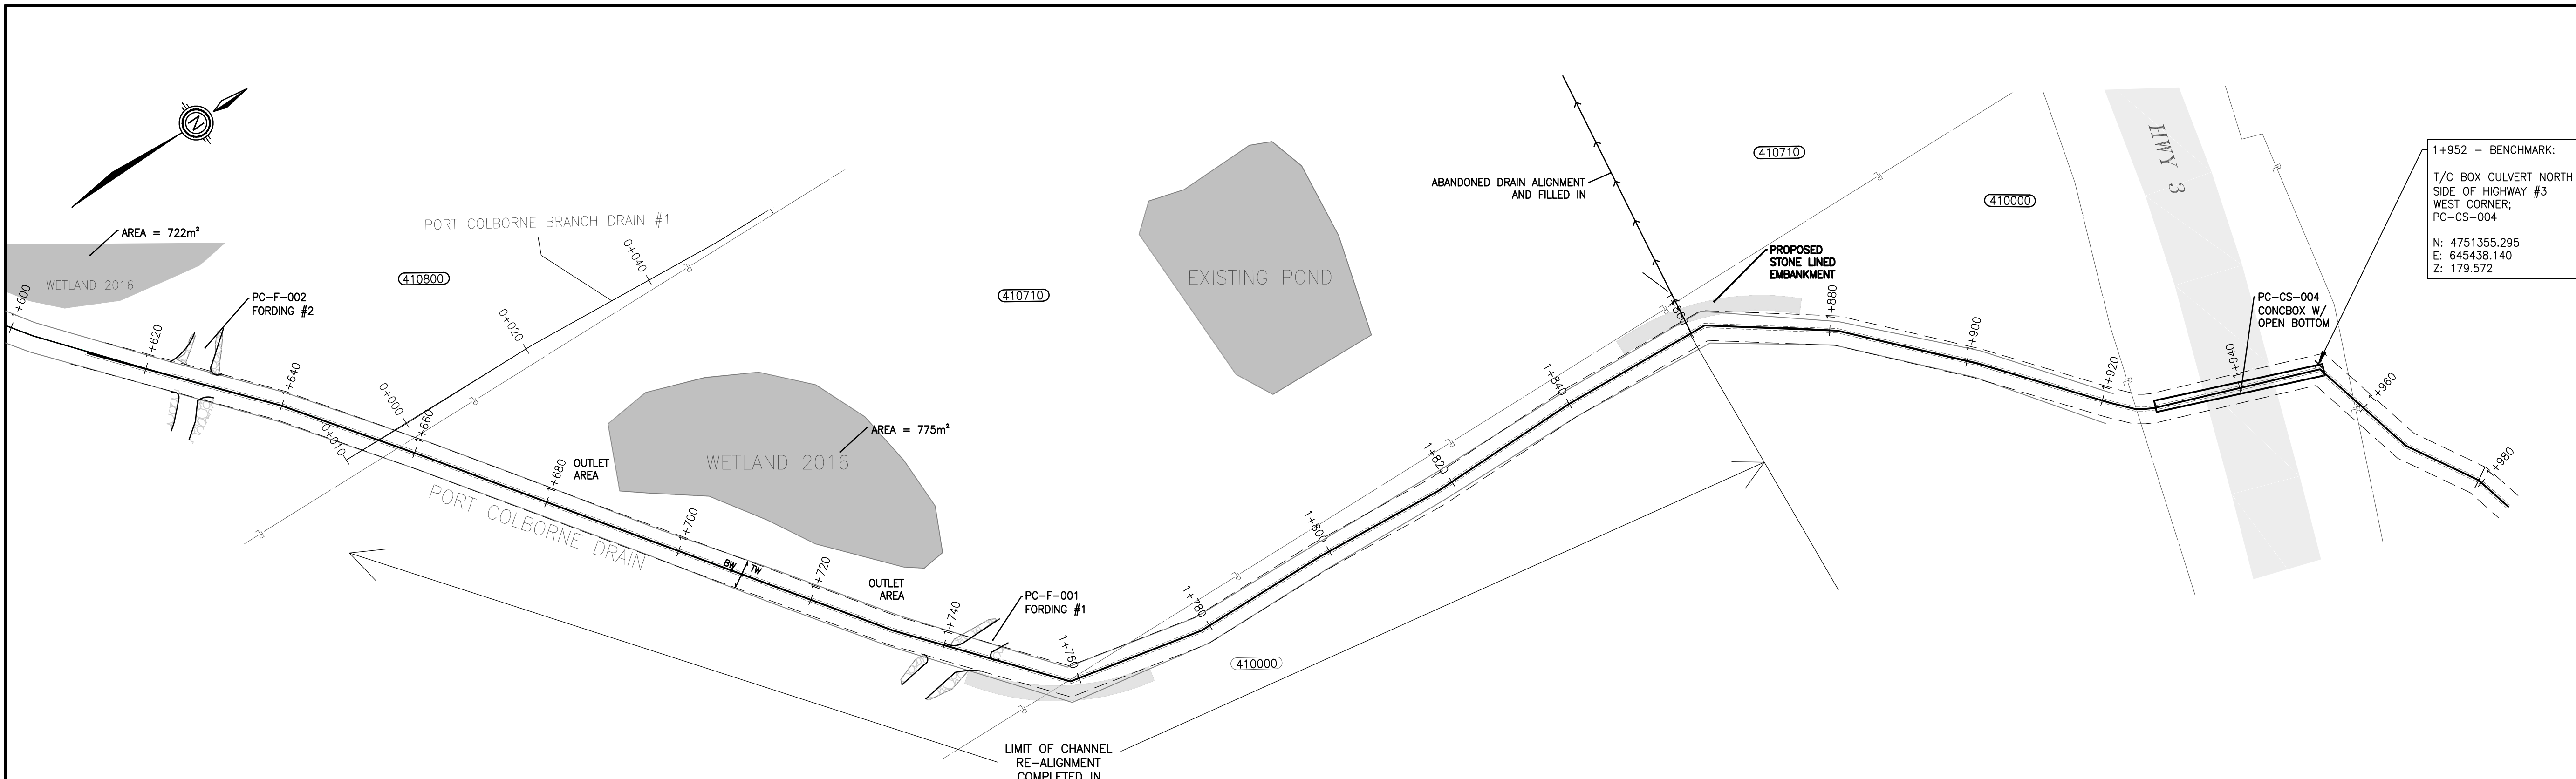 N
AREA = 722m²
WETLAND 2016
410800
PC-F-002
FORDING #2
PORT COLBORNE BRANCH DRAIN #1
0+040
0+020
0+000
0+010
1+600
1+620
1+640
1+660
1+680
1+700
1+720
1+740
1+760
1+780
1+800
1+820
1+840
1+860
1+880
1+900
1+920
1+940
1+960
1+980
OUTLET
AREA
PORT COLBORNE DRAIN
WETLAND 2016
AREA = 775m²
BW
TW
OUTLET
AREA
PC-F-001
FORDING #1
410710
EXISTING POND
ABANDONED DRAIN ALIGNMENT
AND FILLED IN
410710
PROPOSED
STONE LINED
EMBANKMENT
410000
HWY 3
PC-CS-004
CONCBOX W/
OPEN BOTTOM
1+952 - BENCHMARK:
T/C BOX CULVERT NORTH
SIDE OF HIGHWAY #3
WEST CORNER;
PC-CS-004
N: 4751355.295
E: 645438.140
Z: 179.572
410000
LIMIT OF CHANNEL
RE-ALIGNMENT
COMPLETED IN